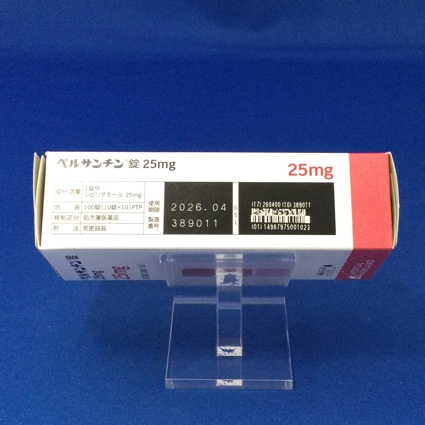 ペルサンチン錠 25mg
25mg
成分・含量 1錠中 ジピリダモール 25mg
包 装 100錠(10錠×10)PTP
規制区分 処方箋医薬品
貯 法 気密容器
使用期限 2026.04
製造番号 389011
GS1
(17)260400(10)389011
(01)14987975001023
25mg
25mg